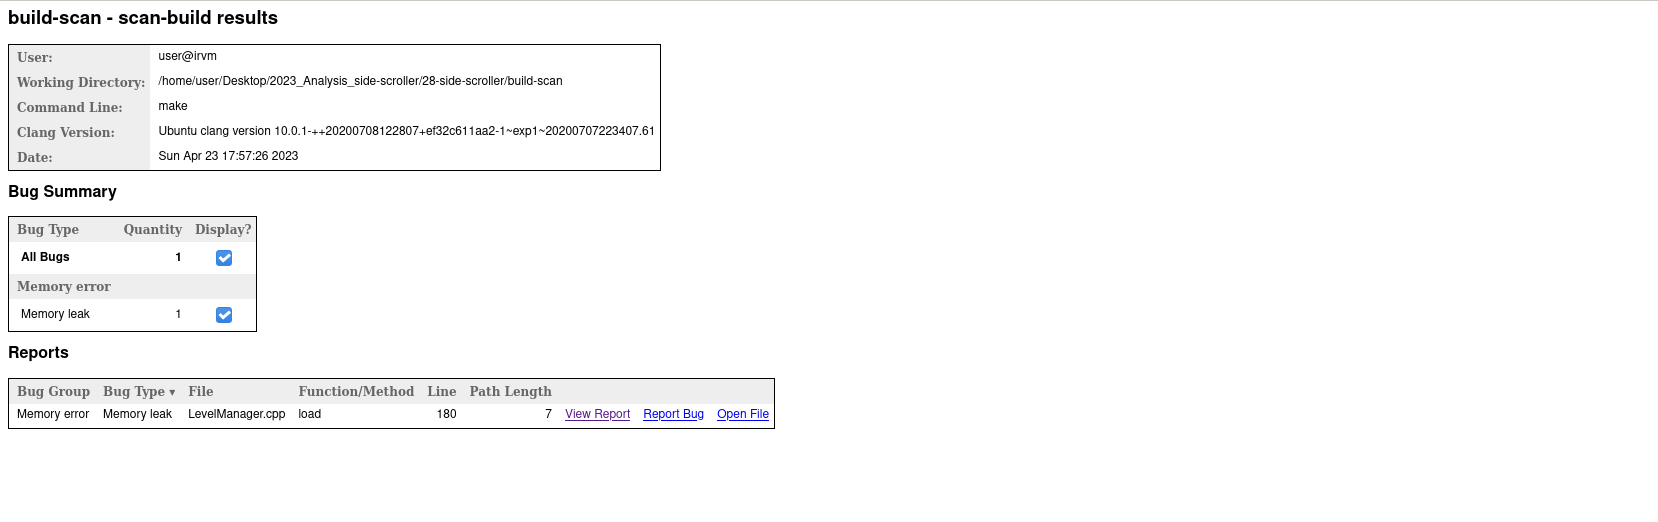 build-scan - scan-build results
User: user@irvm
Working Directory: /home/user/Desktop/2023_Analysis_side-scroller/28-side-scroller/build-scan
Command Line: make
Clang Version: Ubuntu clang version 10.0.1-++20200708122807+ef32c611aa2-1~exp1~20200707223407.61
Date: Sun Apr 23 17:57:26 2023
Bug Summary
Bug Type Quantity Display?
All Bugs 1
Memory error
Memory leak 1
Reports
Bug Group Bug Type ▾ File Function/Method Line Path Length
Memory error Memory leak LevelManager.cpp load 180 7 View Report Report Bug Open File